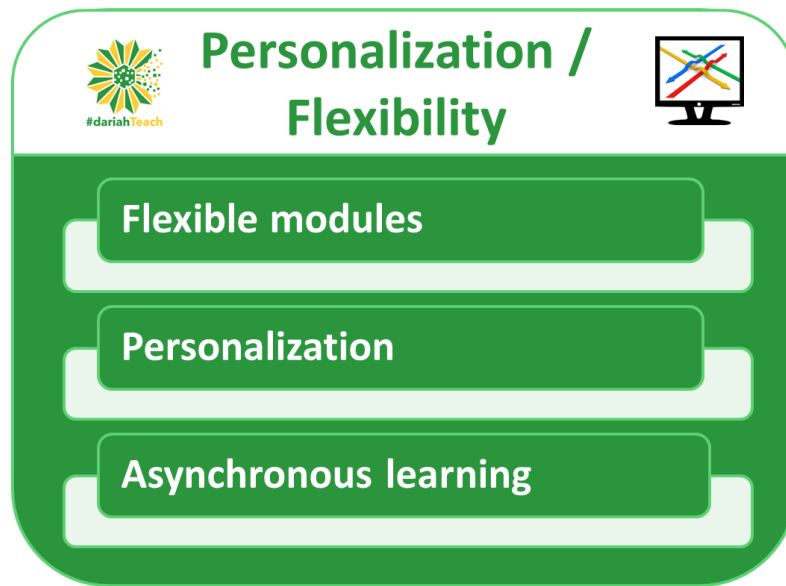 Personalization /
Flexibility
#dariahTeach
Flexible modules
Personalization
Asynchronous learning